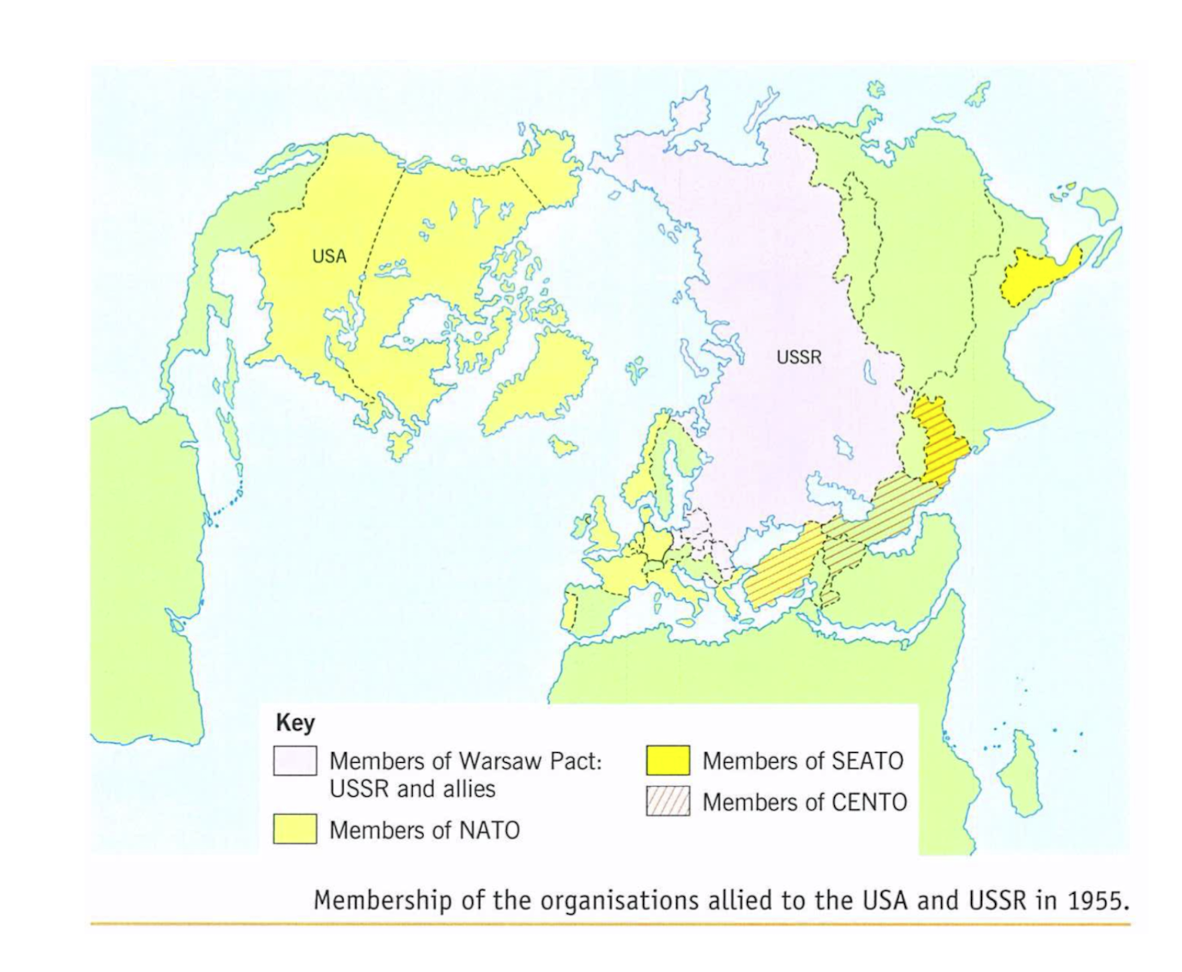 USA
USSR
Key
Members of Warsaw Pact:
USSR and allies
Members of NATO
Members of SEATO
Members of CENTO
Membership of the organisations allied to the USA and USSR in 1955.